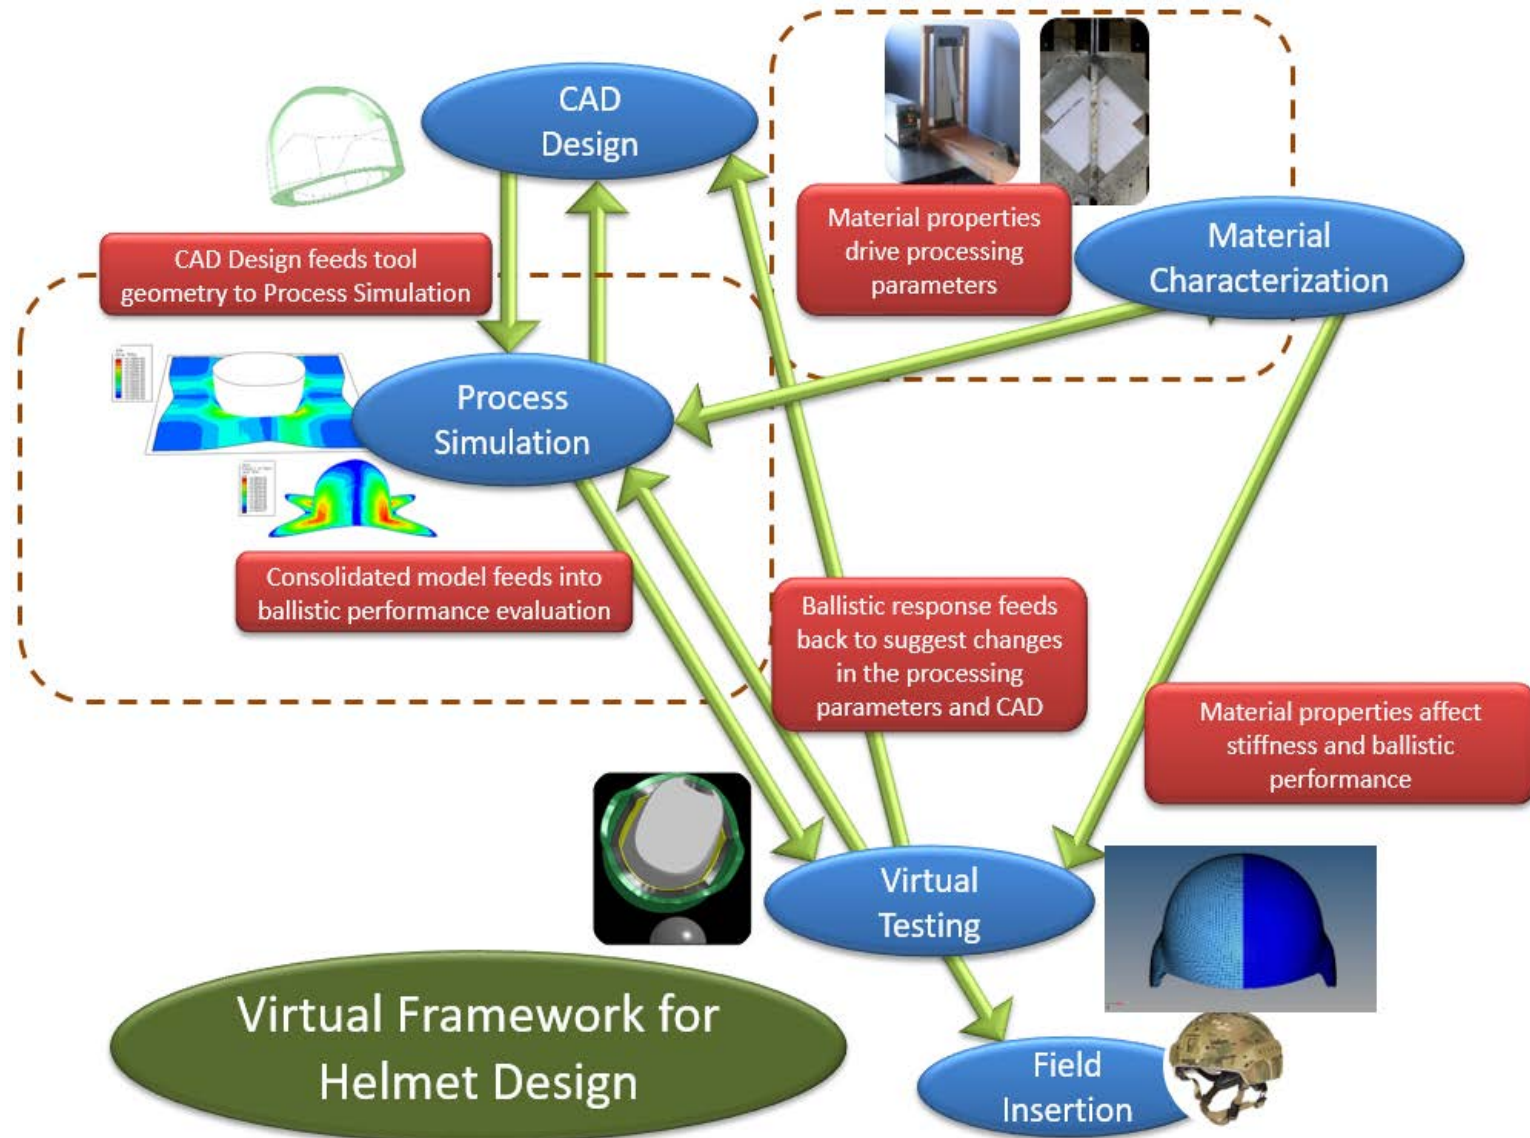 CAD
Design
Material properties
drive processing
parameters
Material
Characterization
CAD Design feeds tool
geometry to Process Simulation
Process
Simulation
Consolidated model feeds into
ballistic performance evaluation
Ballistic response feeds
back to suggest changes
in the processing
parameters and CAD
Material properties affect
stiffness and ballistic
performance
Virtual
Testing
Virtual Framework for
Helmet Design
Field
Insertion